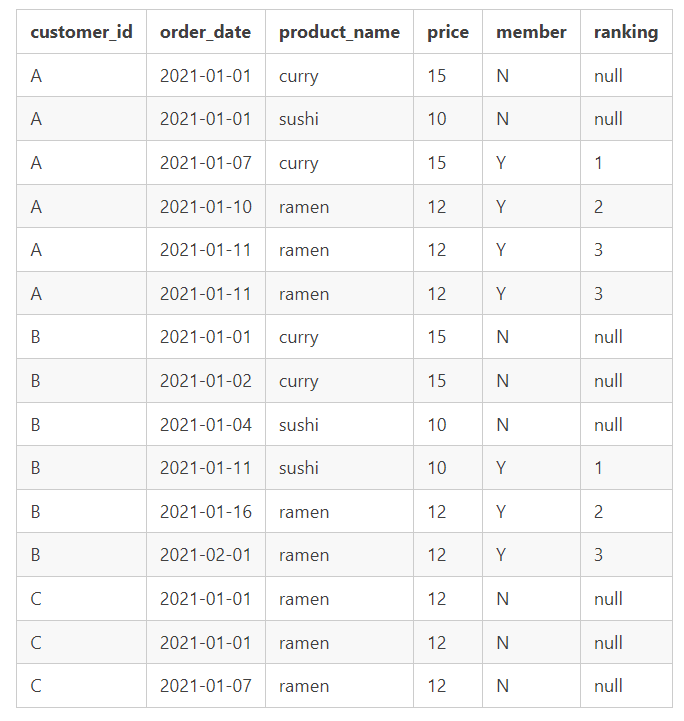 customer_id order_date product_name price member ranking
A 2021-01-01 curry 15 N null
A 2021-01-01 sushi 10 N null
A 2021-01-07 curry 15 Y 1
A 2021-01-10 ramen 12 Y 2
A 2021-01-11 ramen 12 Y 3
A 2021-01-11 ramen 12 Y 3
B 2021-01-01 curry 15 N null
B 2021-01-02 curry 15 N null
B 2021-01-04 sushi 10 N null
B 2021-01-11 sushi 10 Y 1
B 2021-01-16 ramen 12 Y 2
B 2021-02-01 ramen 12 Y 3
C 2021-01-01 ramen 12 N null
C 2021-01-01 ramen 12 N null
C 2021-01-07 ramen 12 N null